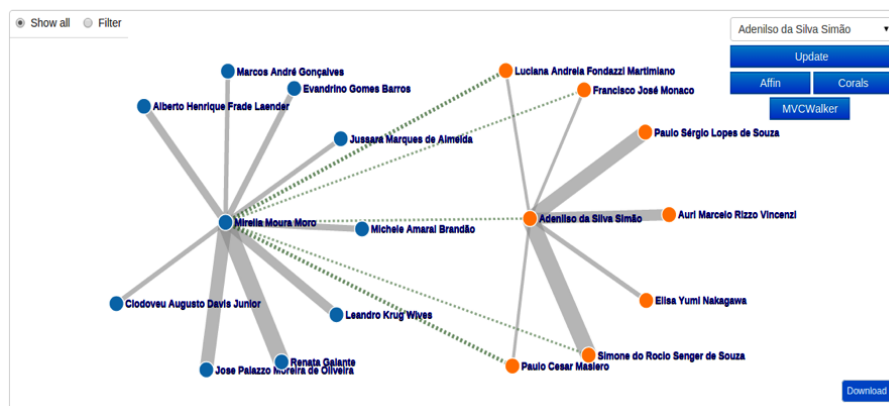 Show all
Filter
Adenilso da Silva Simão
Update
Affin
Corals
MVCWalker
Marcos André Gonçalves
Evandrino Gomes Barros
Alberto Henrique Frade Laender
Jussara Marques de Almeida
Mirella Moura Moro
Michele Amaral Brandão
Clodoveu Augusto Davis Junior
Leandro Krug Wives
Renata Galante
Jose Palazzo Moreira de Oliveira
Luciana Andreia Fondazzi Martimiano
Francisco José Monaco
Paulo Sérgio Lopes de Souza
Adenilso da Silva Simão
Auri Marcelo Rizzo Vincenzi
Elisa Yumi Nakagawa
Simone do Rocio Senger de Souza
Paulo Cesar Masiero
Download